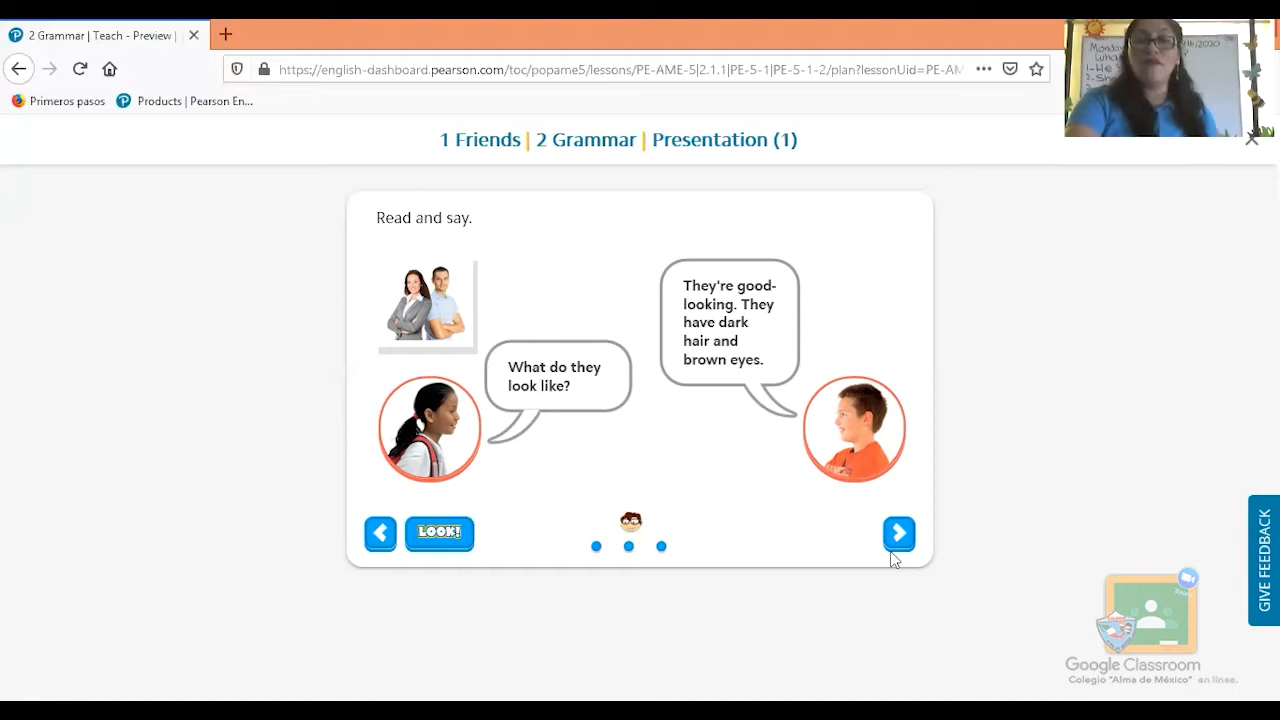 2 Grammar | Teach - Preview |
https://english-dashboard.pearson.com/toc/popame5/lessons/PE-AME-5|2.1.1|PE-5-1|PE-5-1-2/plan?lessonUid=PE-AM
Primeros pasos
Products | Pearson En...
1 Friends | 2 Grammar | Presentation (1)
Read and say.
They're good-
looking. They
have dark
hair and
brown eyes.
What do they
look like?
LOOK!
GIVE FEEDBACK
zoom
Google Classroom
Colegio "Alma de México" en línea.